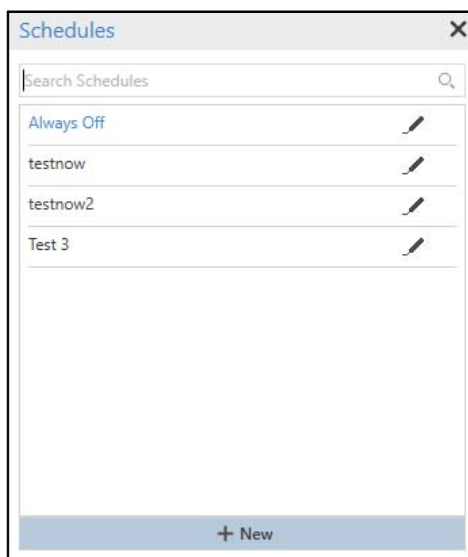 Schedules
Search Schedules
Always Off
testnow
testnow2
Test 3
+ New